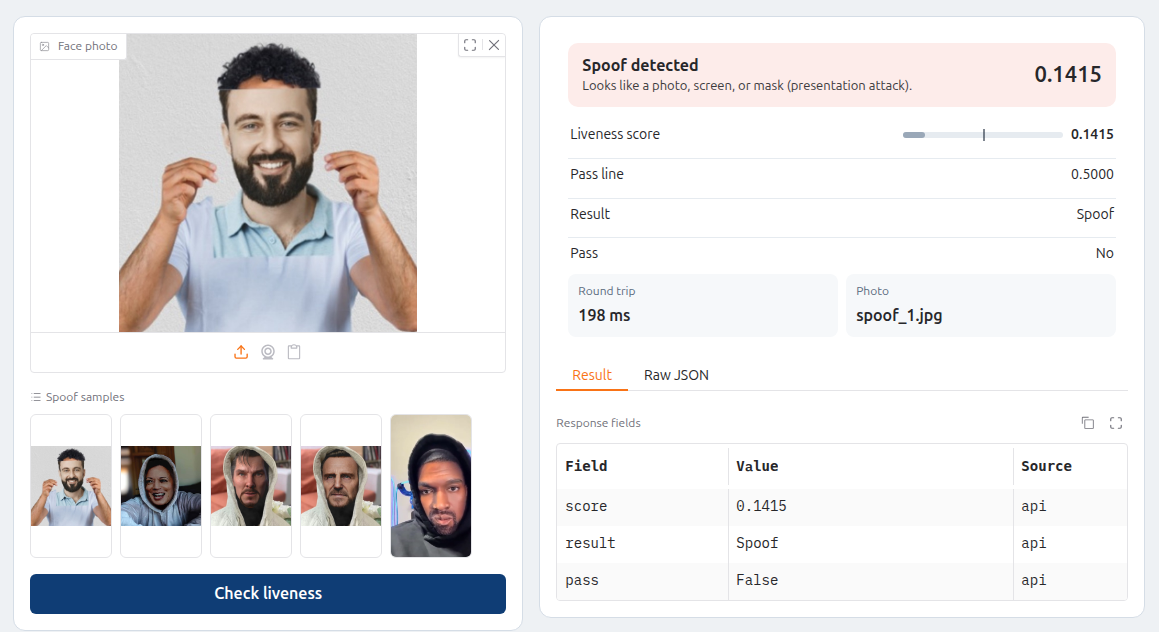 Face photo
Spoof samples
Check liveness
Spoof detected
Looks like a photo, screen, or mask (presentation attack).
0.1415
Liveness score 0.1415
Pass line 0.5000
Result Spoof
Pass No
Round trip
198 ms
Photo
spoof_1.jpg
Result Raw JSON
Response fields
Field Value Source
score 0.1415 api
result Spoof api
pass False api